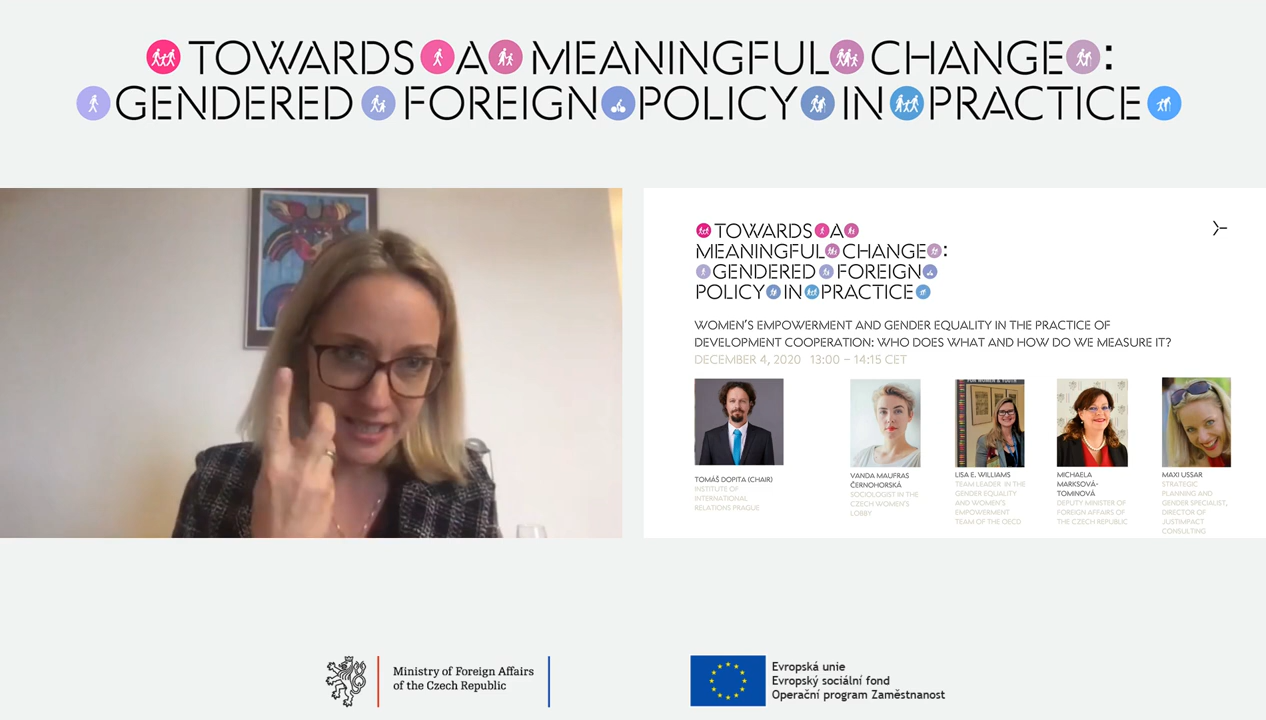 TOWARDS A MEANINGFUL CHANGE:
GENDERED FOREIGN POLICY IN PRACTICE
TOWARDS A
MEANINGFUL CHANGE:
GENDERED FOREIGN
POLICY IN PRACTICE
WOMEN'S EMPOWERMENT AND GENDER EQUALITY IN THE PRACTICE OF
DEVELOPMENT COOPERATION: WHO DOES WHAT AND HOW DO WE MEASURE IT?
DECEMBER 4, 2020 13:00 – 14:15 CET
FOR WOMEN & YOUTH
TOMÁŠ DOPITA (CHAIR)
INSTITUTE OF
INTERNATIONAL
RELATIONS PRAGUE
VANDA MAUFRAS
ČERNOHORSKÁ
SOCIOLOGIST IN THE
CZECH WOMEN'S
LOBBY
LISA E. WILLIAMS
TEAM LEADER IN THE
GENDER EQUALITY
AND WOMEN'S
EMPOWERMENT
TEAM OF THE OECD
MICHAELA
MARKSOVÁ-
TOMINOVÁ
DEPUTY MINISTER OF
FOREIGN AFFAIRS OF
THE CZECH REPUBLIC
MAXI USSAR
STRATEGIC
PLANNING AND
GENDER SPECIALIST,
DIRECTOR OF
JUSTIMPACT
CONSULTING
Ministry of Foreign Affairs
of the Czech Republic
Evropská unie
Evropský sociální fond
Operační program Zaměstnanost